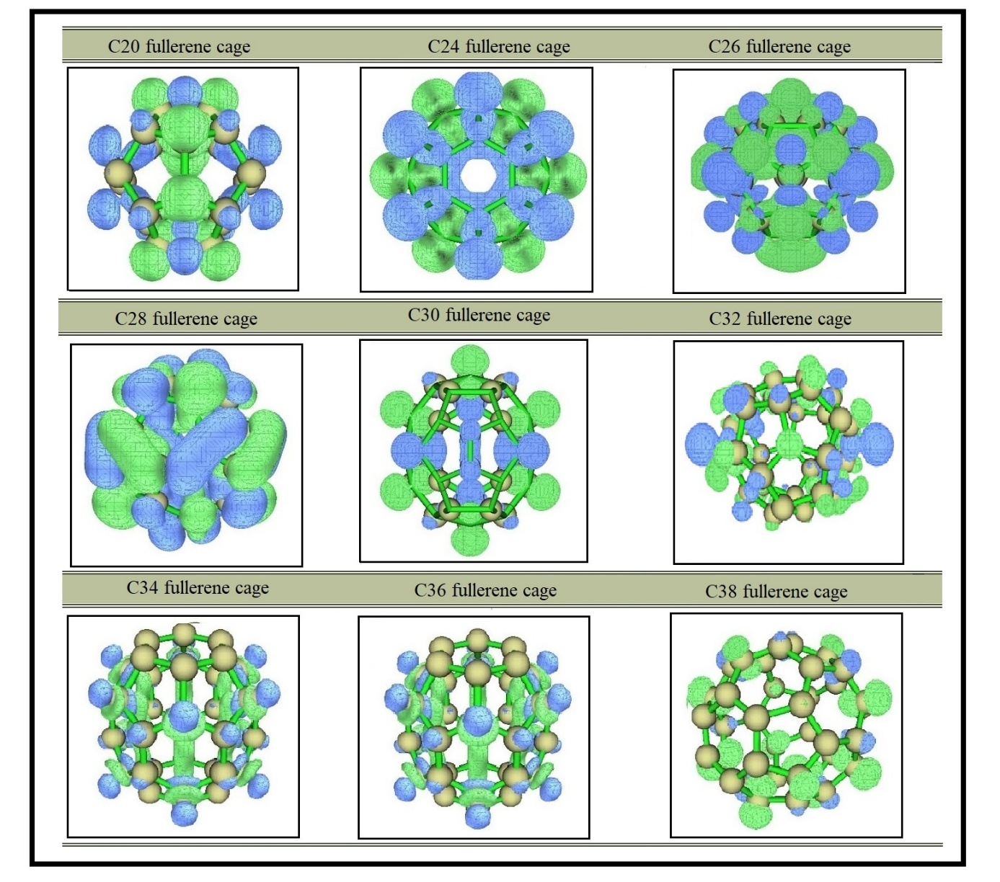 C20 fullerene cage
C24 fullerene cage
C26 fullerene cage
C28 fullerene cage
C30 fullerene cage
C32 fullerene cage
C34 fullerene cage
C36 fullerene cage
C38 fullerene cage